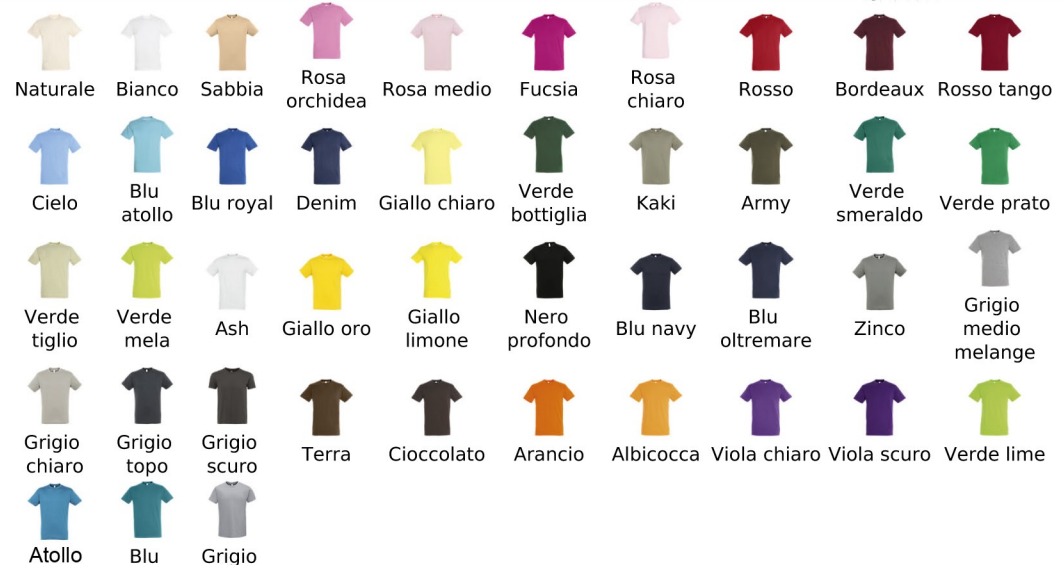 Naturale Bianco Sabbia Rosa orchidea Rosa medio Fucsia Rosa chiaro Rosso Bordeaux Rosso tango
Cielo Blu atollo Blu royal Denim Giallo chiaro Verde bottiglia Kaki Army Verde smeraldo Verde prato
Verde tiglio Verde mela Ash Giallo oro Giallo limone Nero profondo Blu navy Blu oltremare Zinco Grigio medio melange
Grigio chiaro Grigio topo Grigio scuro Terra Cioccolato Arancio Albicocca Viola chiaro Viola scuro Verde lime
Atollo Blu Grigio